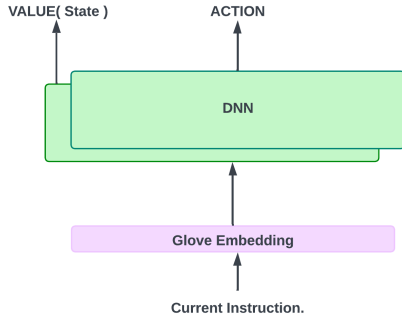 VALUE( State )
ACTION
DNN
Glove Embedding
Current Instruction.